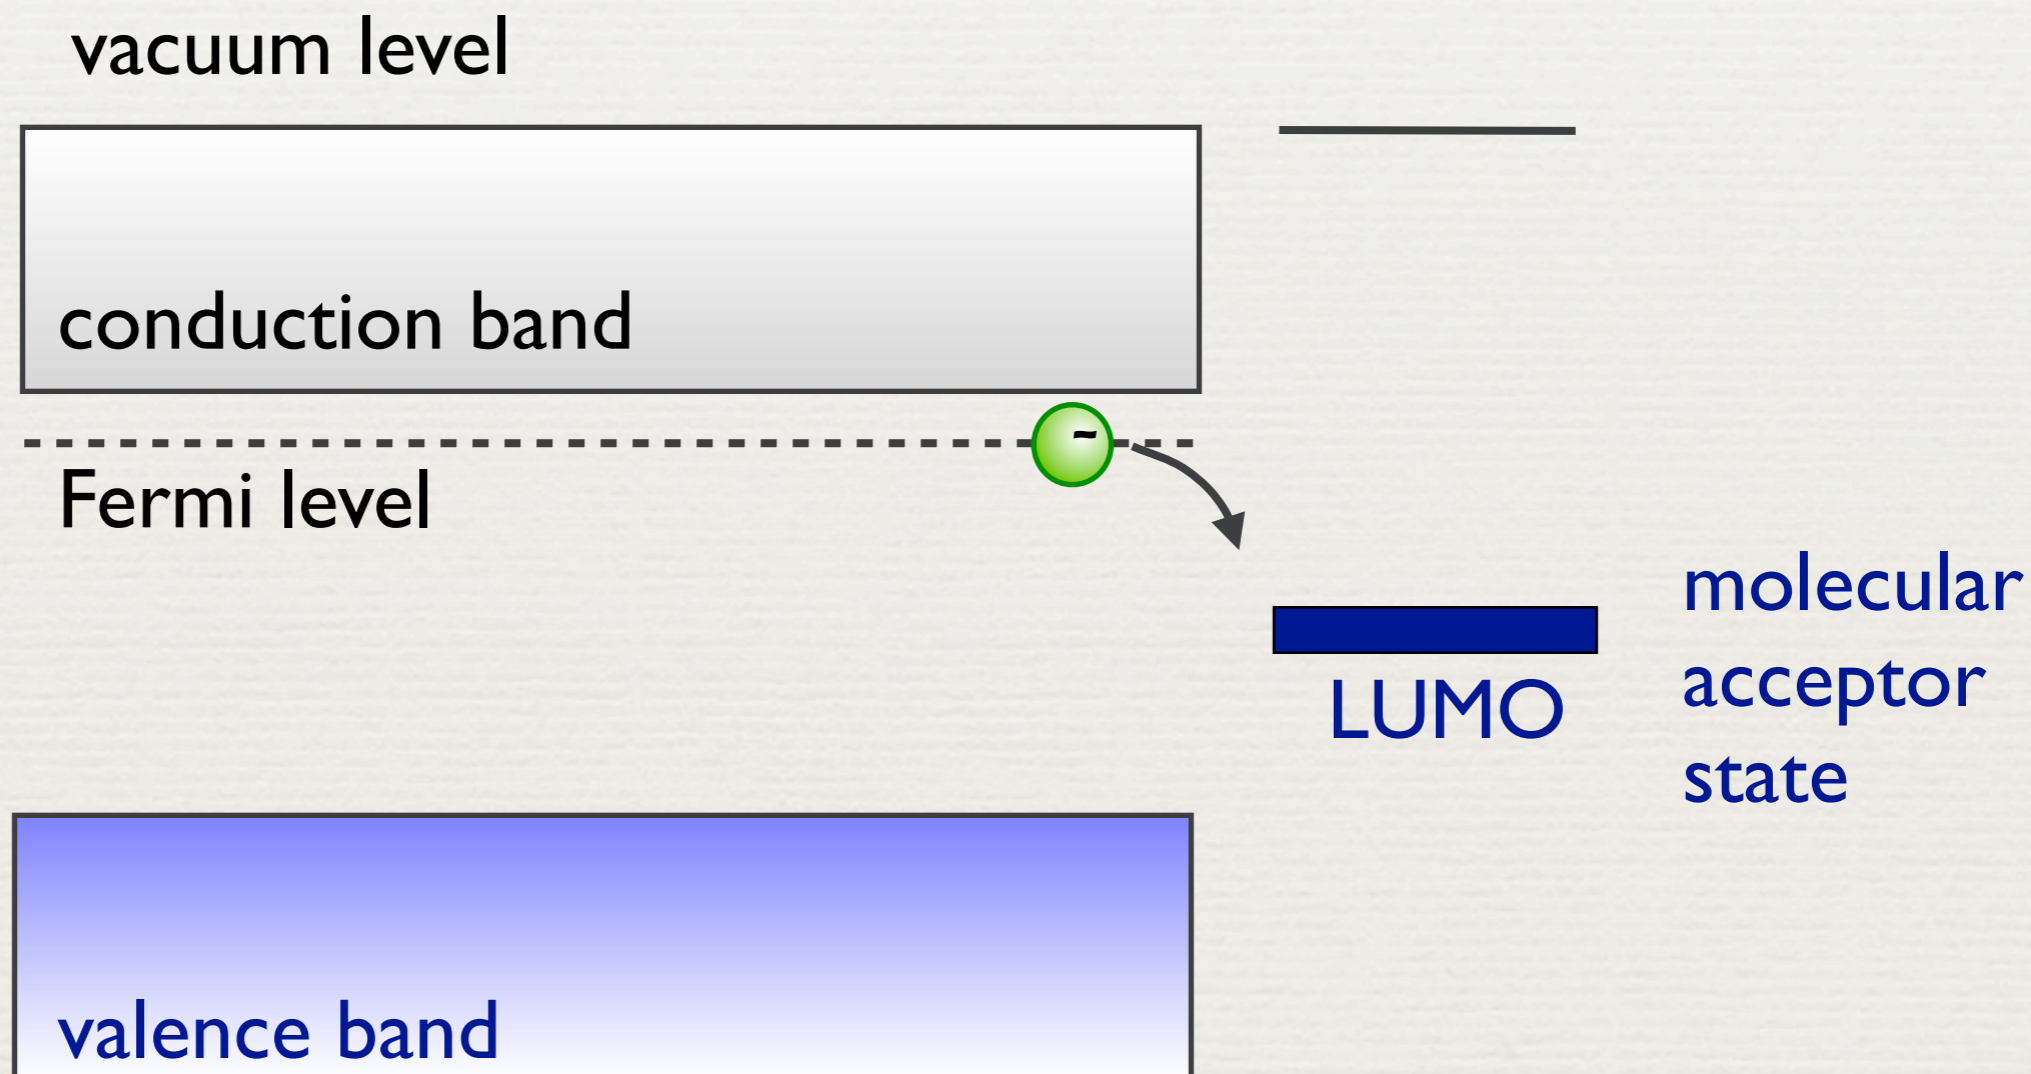 vacuum level
conduction band
-
Fermi level
molecular
acceptor
state
LUMO
valence band